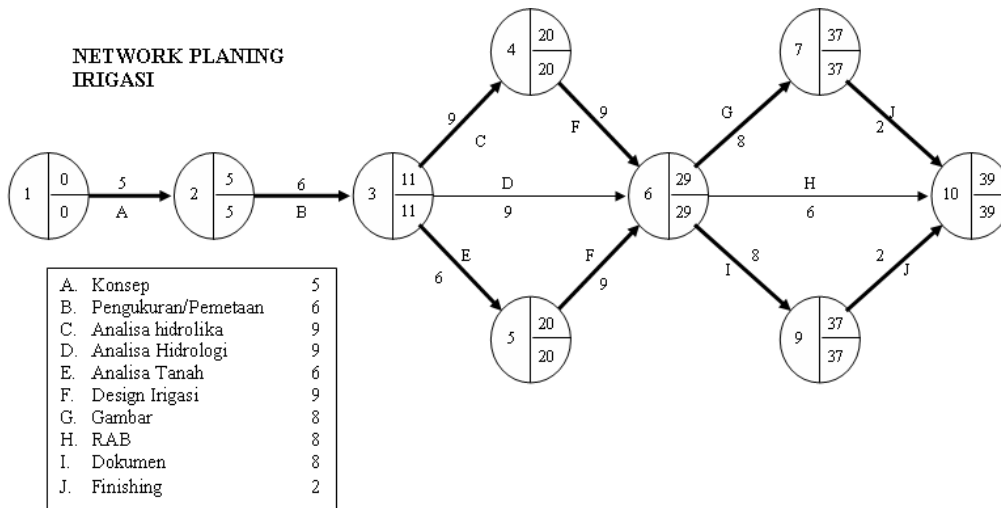 NETWORK PLANING
IRIGASI
1 0 0
5
A
2 5 5
6
B
3 11 11
9
C
4 20 20
9
F
D
9
E
6
5 20 20
F
9
6 29 29
G
8
7 37 37
J
2
H
6
8
I
9 37 37
2
J
10 39 39
A. Konsep 5
B. Pengukuran/Pemetaan 6
C. Analisa hidrolika 9
D. Analisa Hidrologi 9
E. Analisa Tanah 6
F. Design Irigasi 9
G. Gambar 8
H. RAB 8
I. Dokumen 8
J. Finishing 2